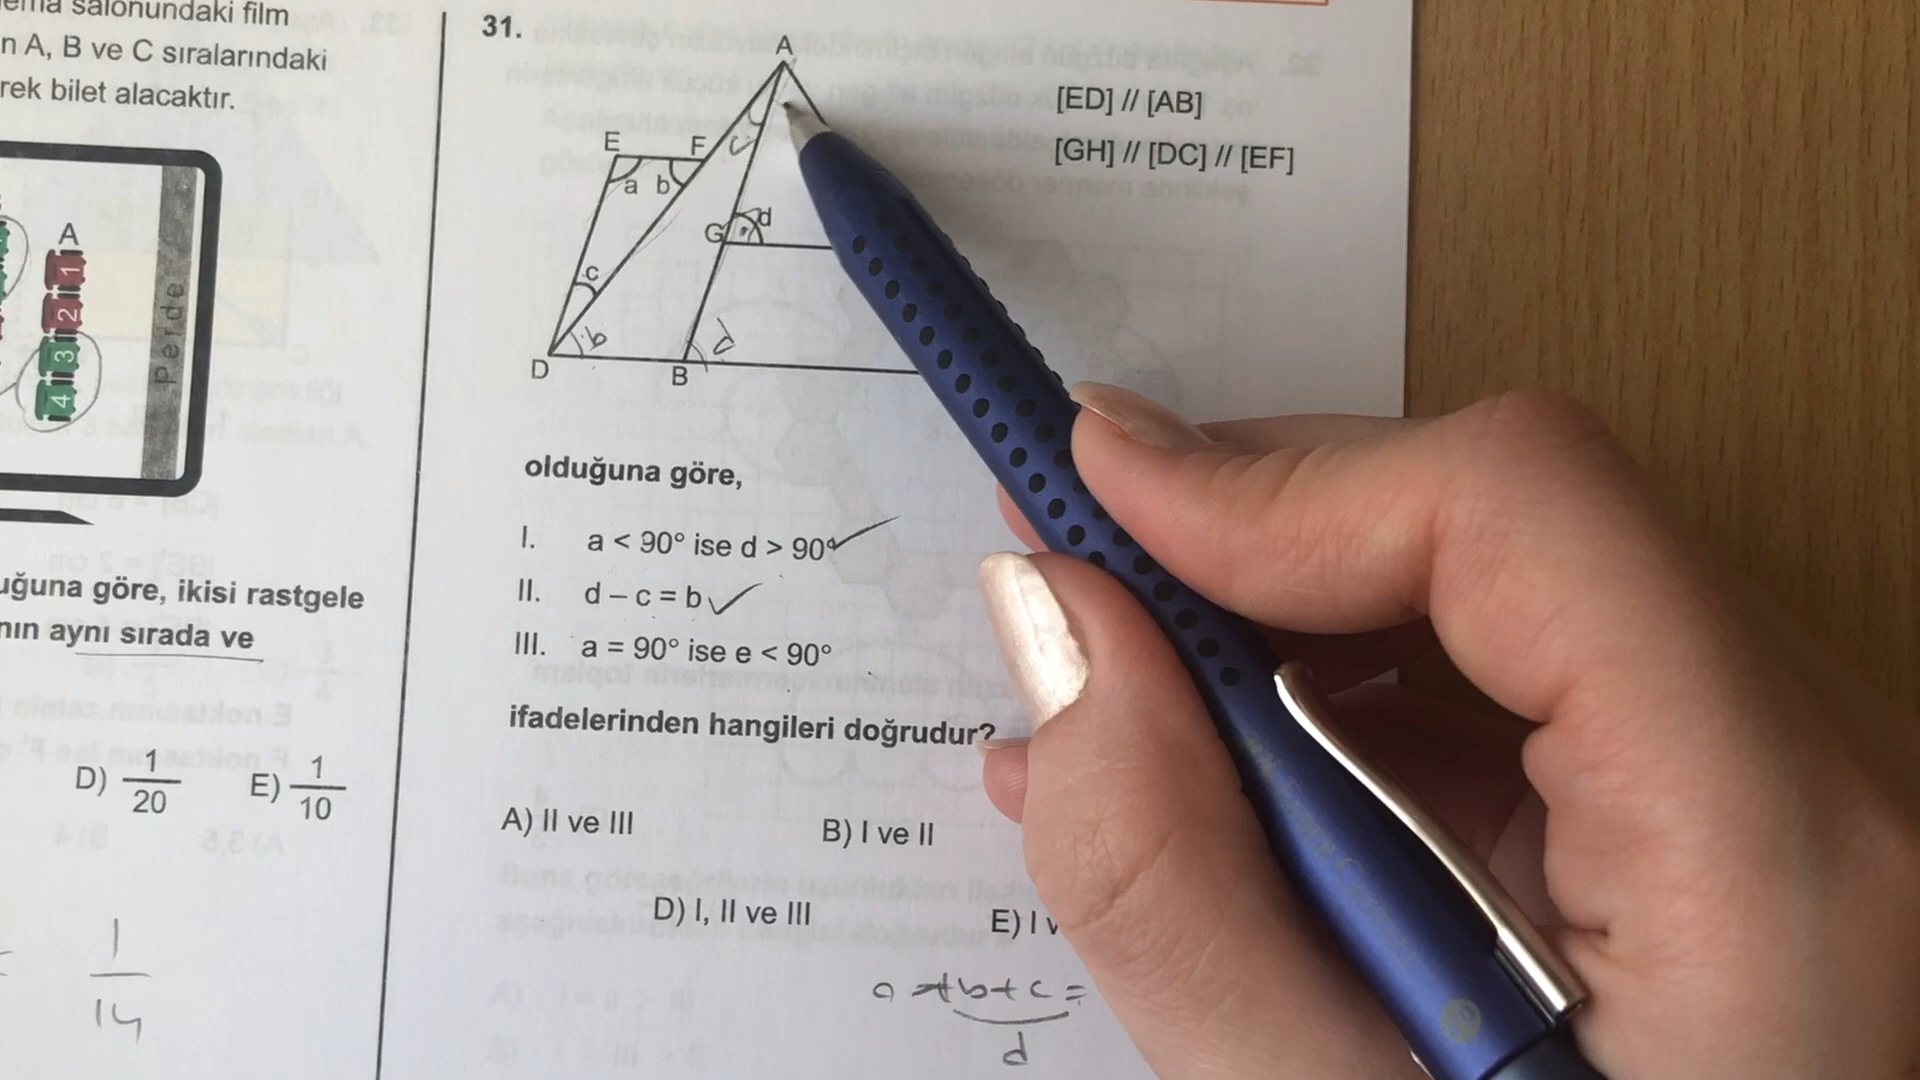 salonundaki film
n A, B ve C sıralarındaki
rek bilet alacaktır.
A
4 3 2 1
Perde
uğuna göre, ikisi rastgele
nın aynı sırada ve
D) 1/20 E) 1/10
1/14
31.
A
E F c
a b
G d
c
b d
D B
[ED] // [AB]
[GH] // [DC] // [EF]
olduğuna göre,
I. a < 90° ise d > 90°
II. d – c = b
III. a = 90° ise e < 90°
ifadelerinden hangileri doğrudur?
A) II ve III B) I ve II
D) I, II ve III E) I v
a + b + c =
d